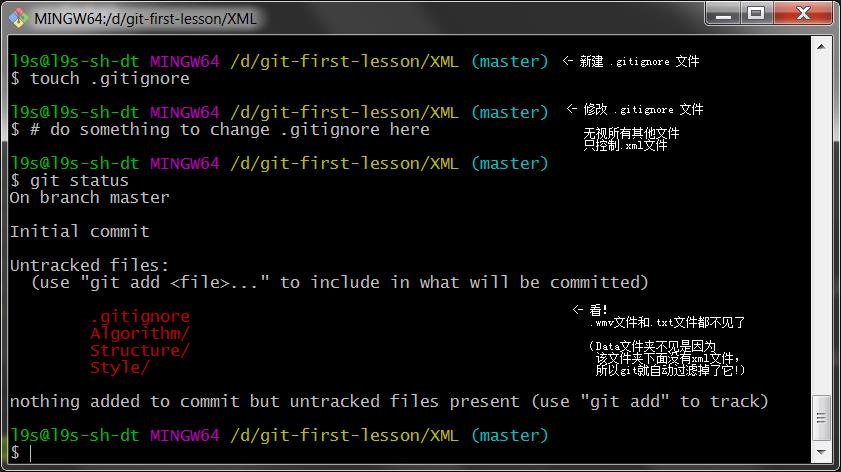 MINGW64:/d/git-first-lesson/XML
l9s@l9s-sh-dt MINGW64 /d/git-first-lesson/XML (master) <- 新建 .gitignore 文件
$ touch .gitignore
l9s@l9s-sh-dt MINGW64 /d/git-first-lesson/XML (master) <- 修改 .gitignore 文件
$ # do something to change .gitignore here
无视所有其他文件
只控制.xml文件
l9s@l9s-sh-dt MINGW64 /d/git-first-lesson/XML (master)
$ git status
On branch master
Initial commit
Untracked files:
(use "git add <file>..." to include in what will be committed)
.gitignore
Algorithm/
Structure/
Style/
<- 看!
.wmv文件和.txt文件都不见了
(Data文件夹不见是因为
该文件夹下面没有xml文件,
所以git就自动过滤掉了它!)
nothing added to commit but untracked files present (use "git add" to track)
l9s@l9s-sh-dt MINGW64 /d/git-first-lesson/XML (master)
$